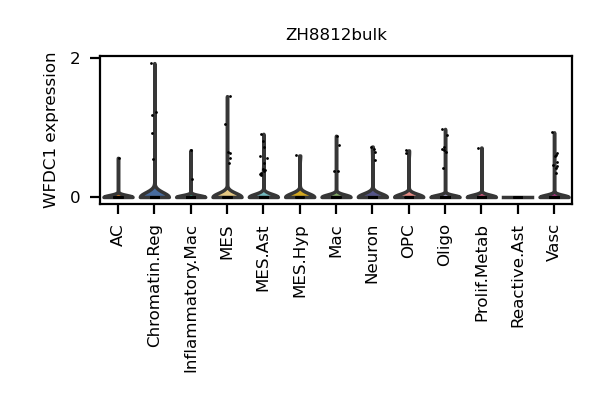 ZH8812bulk
WFDC1 expression
2
0
AC
Chromatin.Reg
Inflammatory.Mac
MES
MES.Ast
MES.Hyp
Mac
Neuron
OPC
Oligo
Prolif.Metab
Reactive.Ast
Vasc